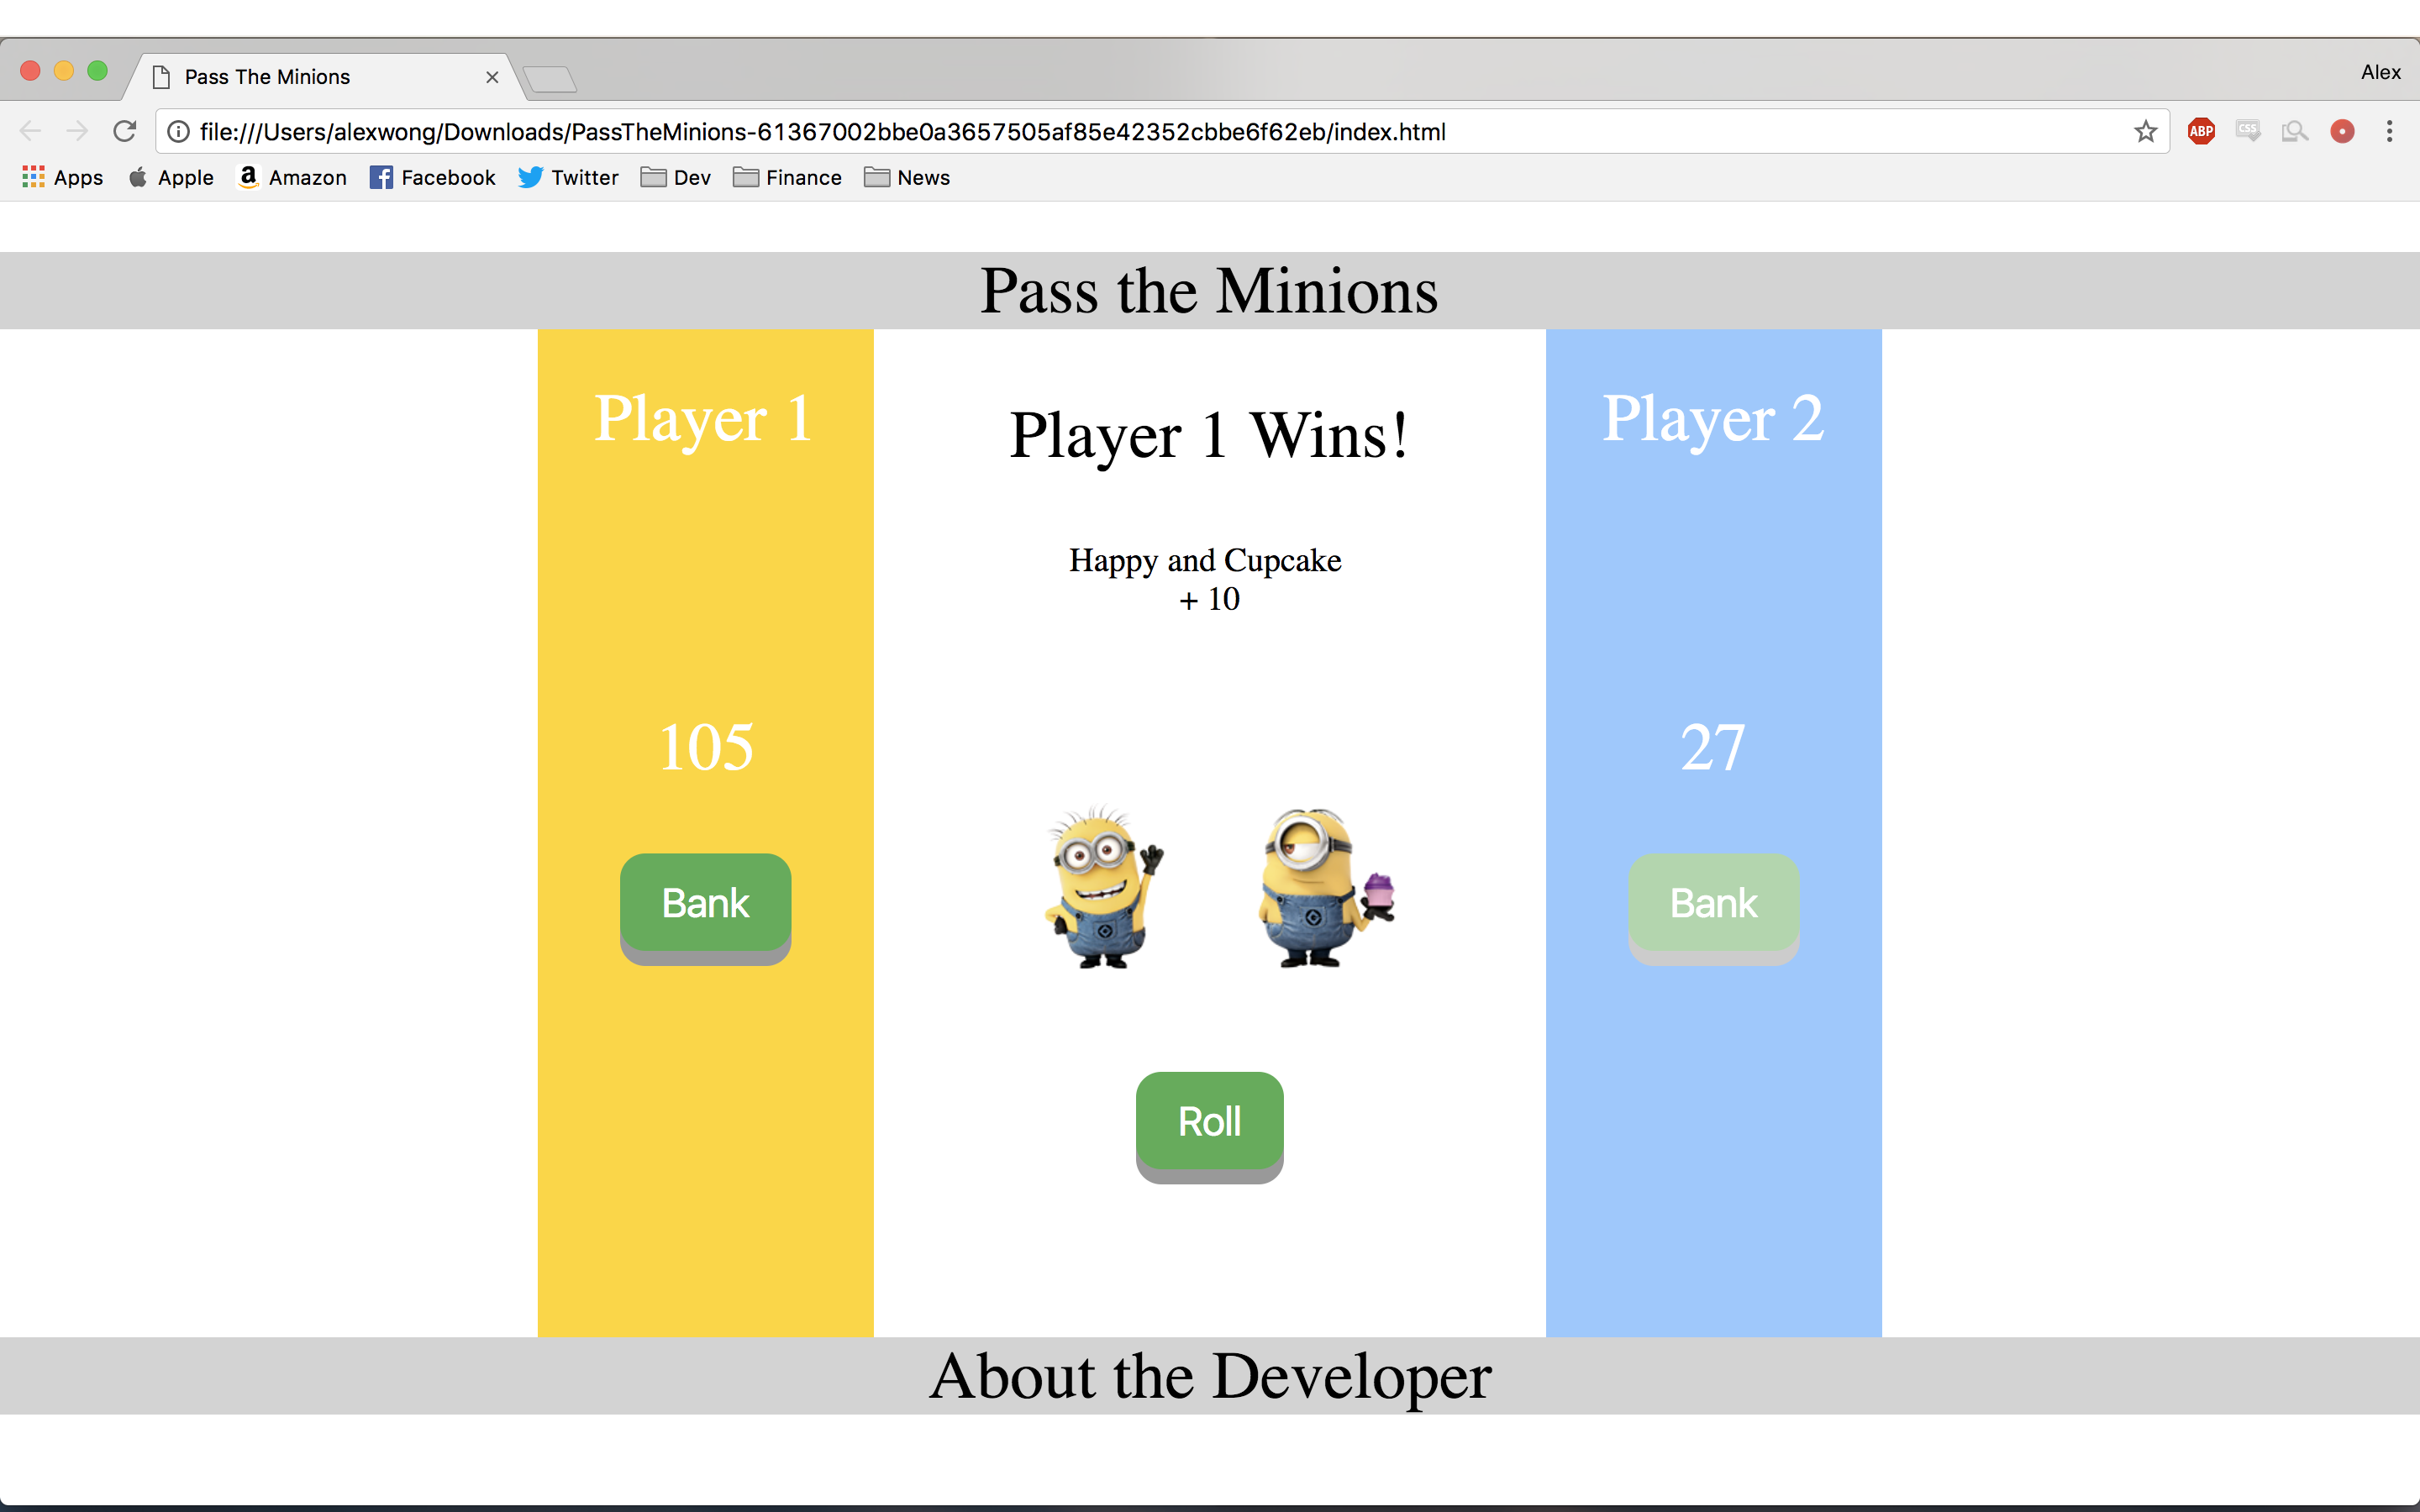 Pass The Minions
Alex
file:///Users/alexwong/Downloads/PassTheMinions-61367002bbe0a3657505af85e42352cbbe6f62eb/index.html
ABP
CSS
Apps Apple Amazon Facebook Twitter Dev Finance News
Pass the Minions
Player 1
Player 1 Wins!
Player 2
Happy and Cupcake
+ 10
105
27
Bank
Bank
Roll
About the Developer